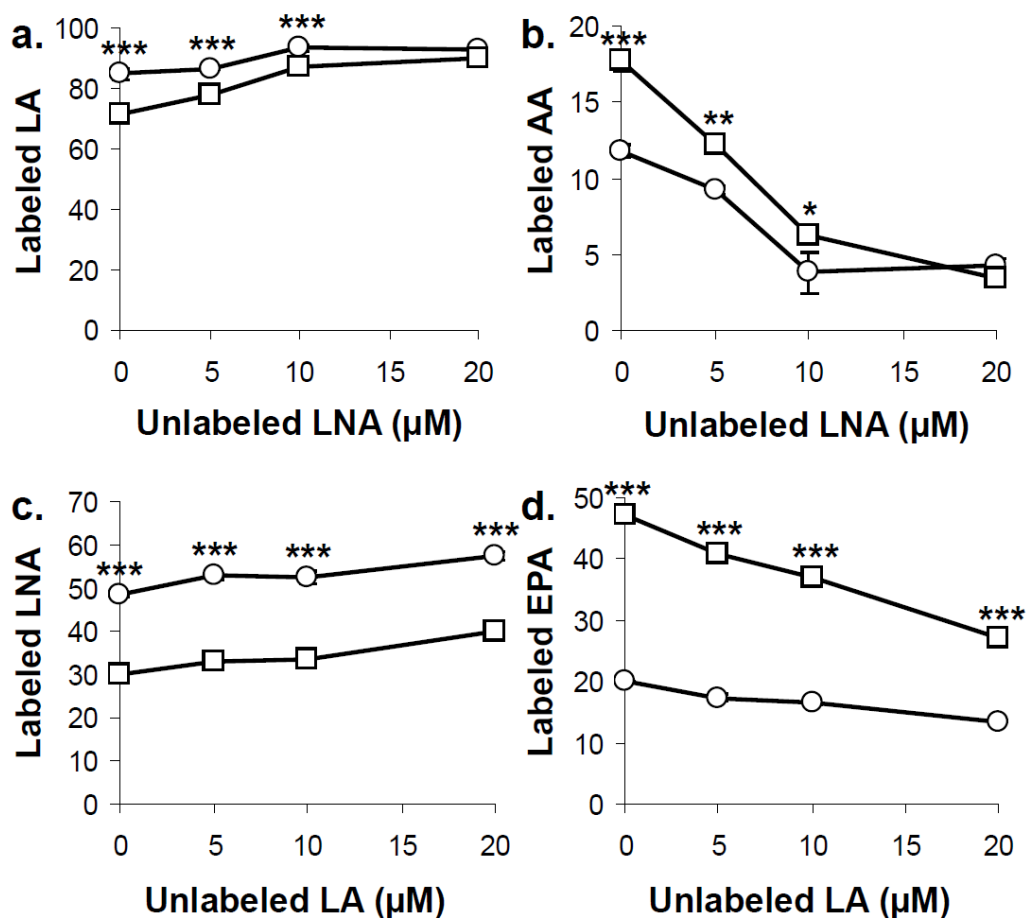 a.
Labeled LA
100
80
60
40
20
0
*** *** ***
0 5 10 15 20
Unlabeled LNA (µM)
b.
Labeled AA
20
15
10
5
0
***
**
*
0 5 10 15 20
Unlabeled LNA (µM)
c.
Labeled LNA
70
60
50
40
30
20
10
0
*** *** *** ***
0 5 10 15 20
Unlabeled LA (µM)
d.
Labeled EPA
50
40
30
20
10
0
***
***
***
***
0 5 10 15 20
Unlabeled LA (µM)